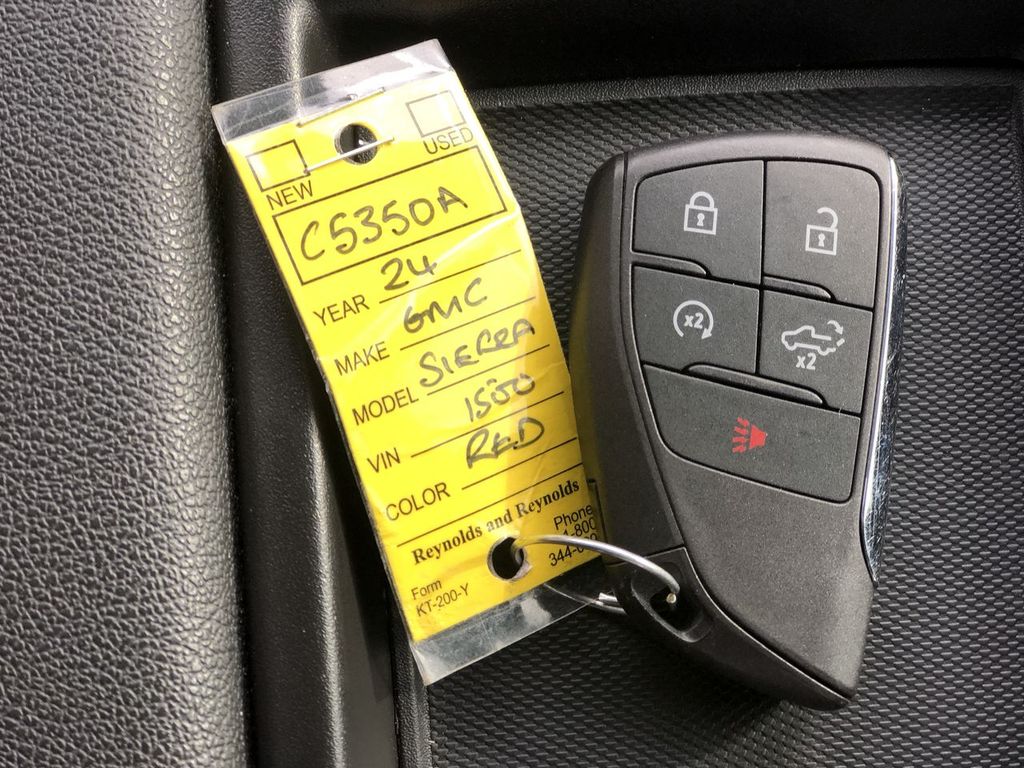 NEW USED
C5350A
YEAR 24
MAKE GMC
MODEL SIERRA
VIN 1500
COLOR RED
Reynolds and Reynolds
Form
KT-200-Y
Phone
1-800
x2
x2